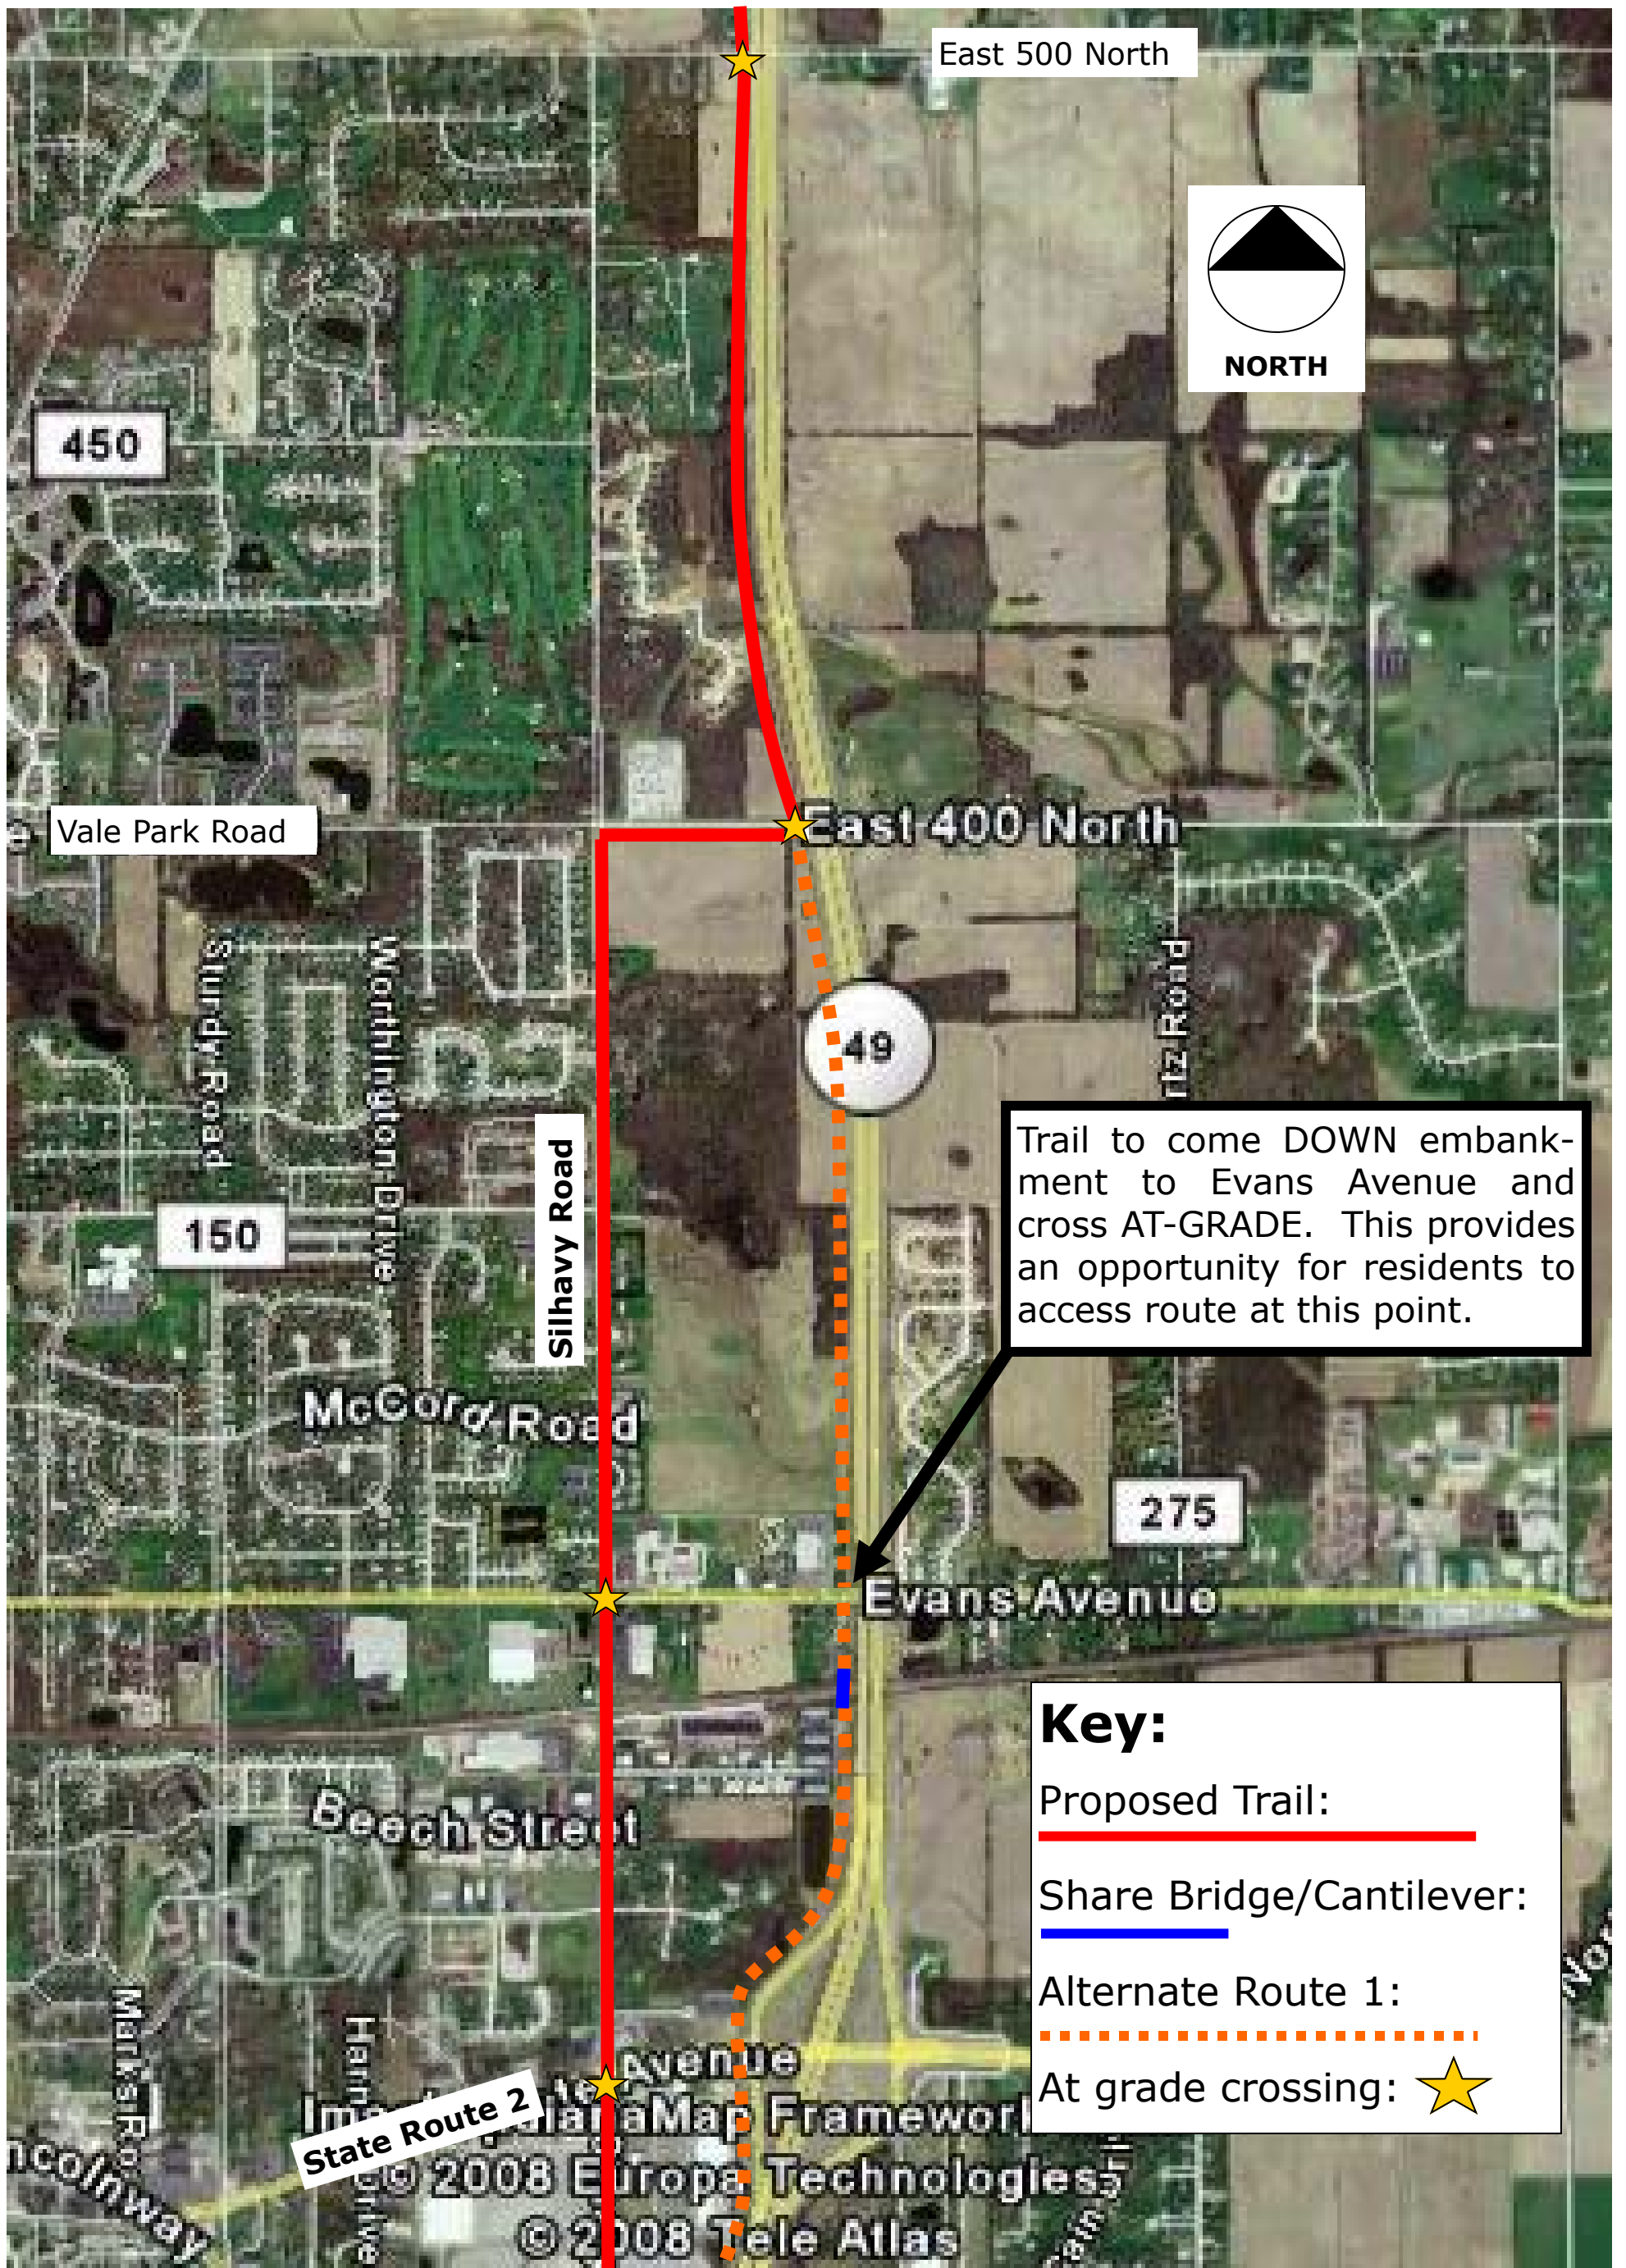 East 500 North
NORTH
450
Vale Park Road
East 400 North
Sturdy Road
Worthington Drive
49
Road
Silhavy Road
150
Trail to come DOWN embank-
ment to Evans Avenue and
cross AT-GRADE. This provides
an opportunity for residents to
access route at this point.
McCord Road
275
Evans Avenue
Key:
Proposed Trail:
Share Bridge/Cantilever:
Alternate Route 1:
At grade crossing:
Beech Street
Avenue
State Route 2
Map Framework
© 2008 Europa Technologies
© 2008 Tele Atlas